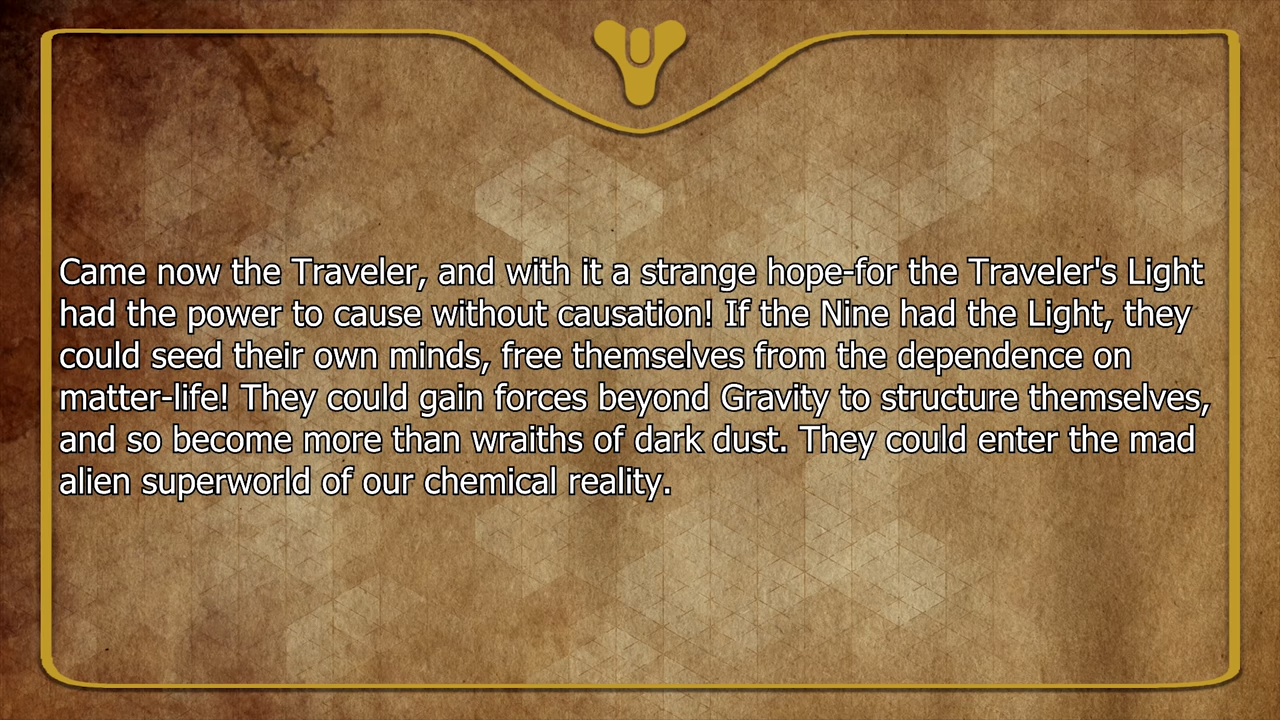 Came now the Traveler, and with it a strange hope-for the Traveler's Light
had the power to cause without causation! If the Nine had the Light, they
could seed their own minds, free themselves from the dependence on
matter-life! They could gain forces beyond Gravity to structure themselves,
and so become more than wraiths of dark dust. They could enter the mad
alien superworld of our chemical reality.